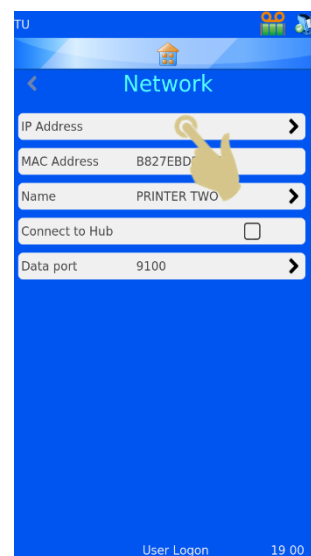 TU
Network
IP Address
MAC Address
Name PRINTER TWO
Connect to Hub
Data port 9100
User Logon 19 00